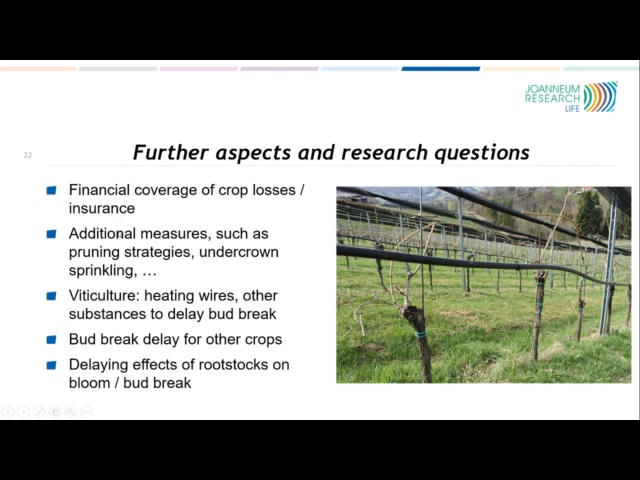 JOANNEUM
RESEARCH
LIFE
22
Further aspects and research questions
Financial coverage of crop losses /
insurance
Additional measures, such as
pruning strategies, undercrown
sprinkling, …
Viticulture: heating wires, other
substances to delay bud break
Bud break delay for other crops
Delaying effects of rootstocks on
bloom / bud break